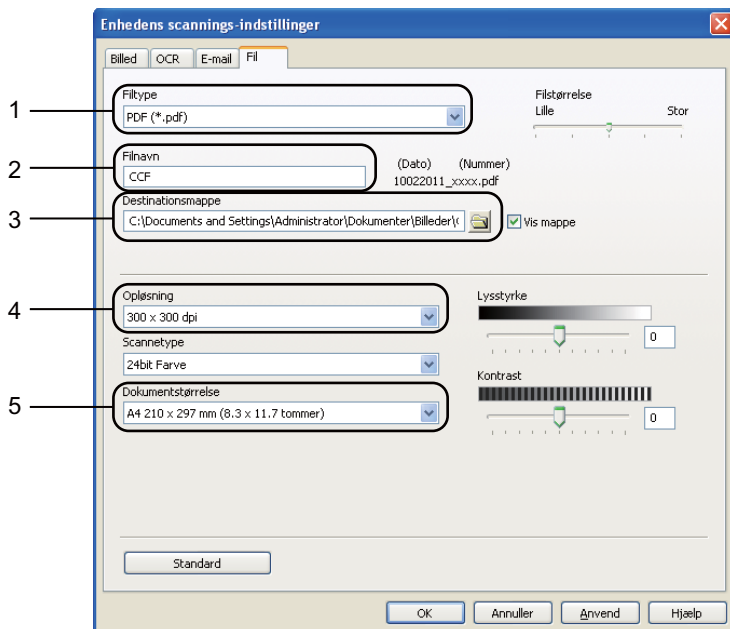 Enhedens scannings-indstillinger
Billed OCR E-mail Fil
1
Filtype
PDF (*.pdf)
Filstørrelse
Lille Stor
2
Filnavn
CCF
(Dato) (Nummer)
10022011_xxxx.pdf
3
Destinationsmappe
C:\Documents and Settings\Administrator\Dokumenter\Billeder\
Vis mappe
4
Opløsning
300 x 300 dpi
Scannetype
24bit Farve
5
Dokumentstørrelse
A4 210 x 297 mm (8.3 x 11.7 tommer)
Lysstyrke
0
Kontrast
0
Standard
OK Annuller Anvend Hjælp